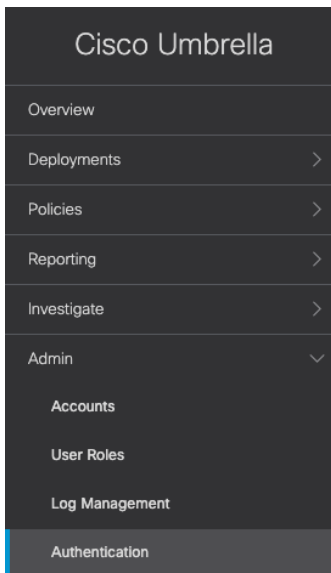 Cisco Umbrella
Overview
Deployments
Policies
Reporting
Investigate
Admin
Accounts
User Roles
Log Management
Authentication